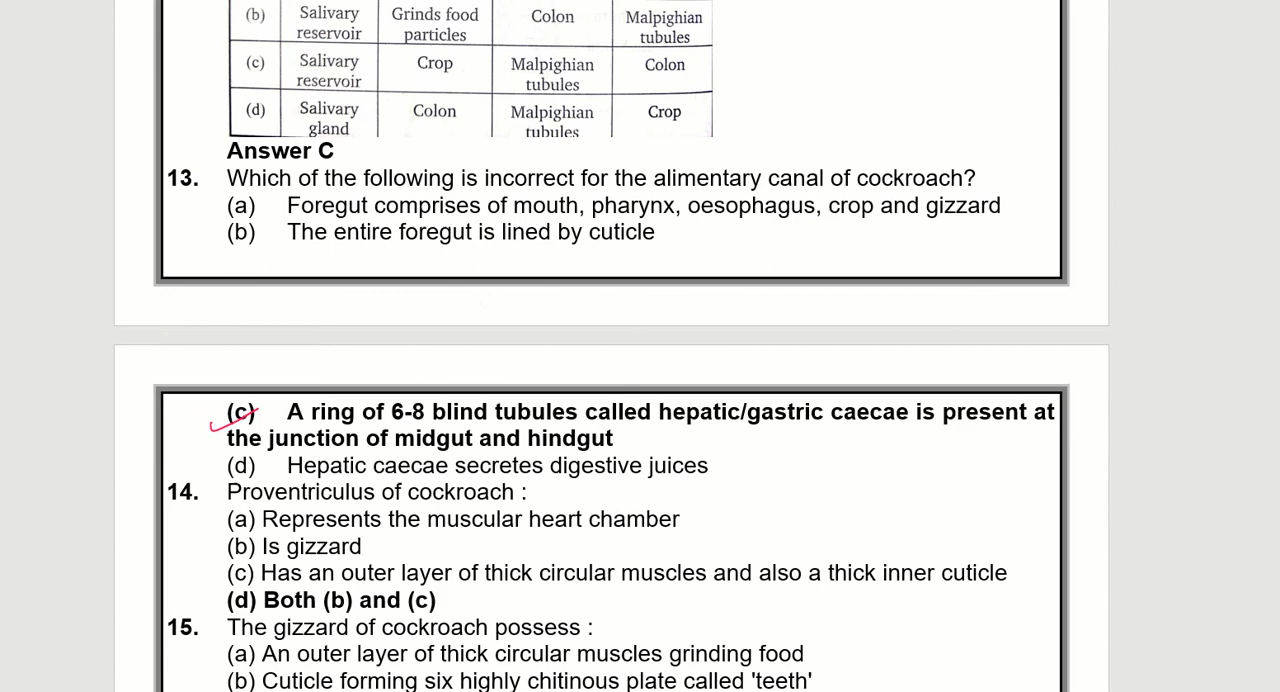 (b) Salivary reservoir Grinds food particles Colon Malpighian tubules
(c) Salivary reservoir Crop Malpighian tubules Colon
(d) Salivary gland Colon Malpighian tubules Crop
Answer C
13. Which of the following is incorrect for the alimentary canal of cockroach?
(a) Foregut comprises of mouth, pharynx, oesophagus, crop and gizzard
(b) The entire foregut is lined by cuticle
(c) A ring of 6-8 blind tubules called hepatic/gastric caecae is present at
the junction of midgut and hindgut
(d) Hepatic caecae secretes digestive juices
14. Proventriculus of cockroach :
(a) Represents the muscular heart chamber
(b) Is gizzard
(c) Has an outer layer of thick circular muscles and also a thick inner cuticle
(d) Both (b) and (c)
15. The gizzard of cockroach possess :
(a) An outer layer of thick circular muscles grinding food
(b) Cuticle forming six highly chitinous plate called 'teeth'